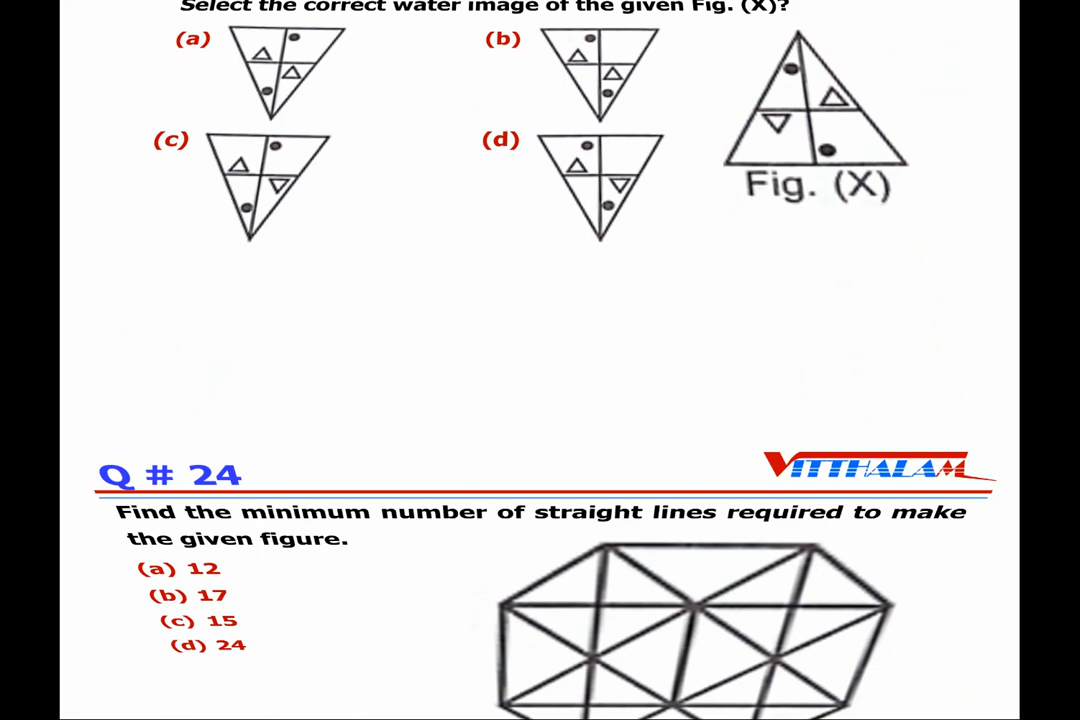 Select the correct water image of the given Fig. (X)?
(a)
(b)
(c)
(d)
Fig. (X)
Q # 24
VITTHALAM
Find the minimum number of straight lines required to make
the given figure.
(a) 12
(b) 17
(c) 15
(d) 24